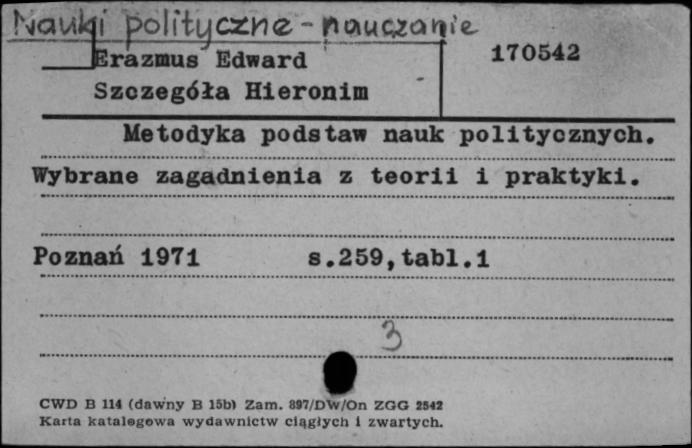 Nauki polityczne - nauczanie
Erazmus Edward 170542
Szczegóła Hieronim
Metodyka podstaw nauk politycznych.
Wybrane zagadnienia z teorii i praktyki.
Poznań 1971 s.259,tabl.1
3
CWD B 114 (dawny B 15b) Zam. 897/DW/On ZGG 2542
Karta katalogowa wydawnictw ciągłych i zwartych.